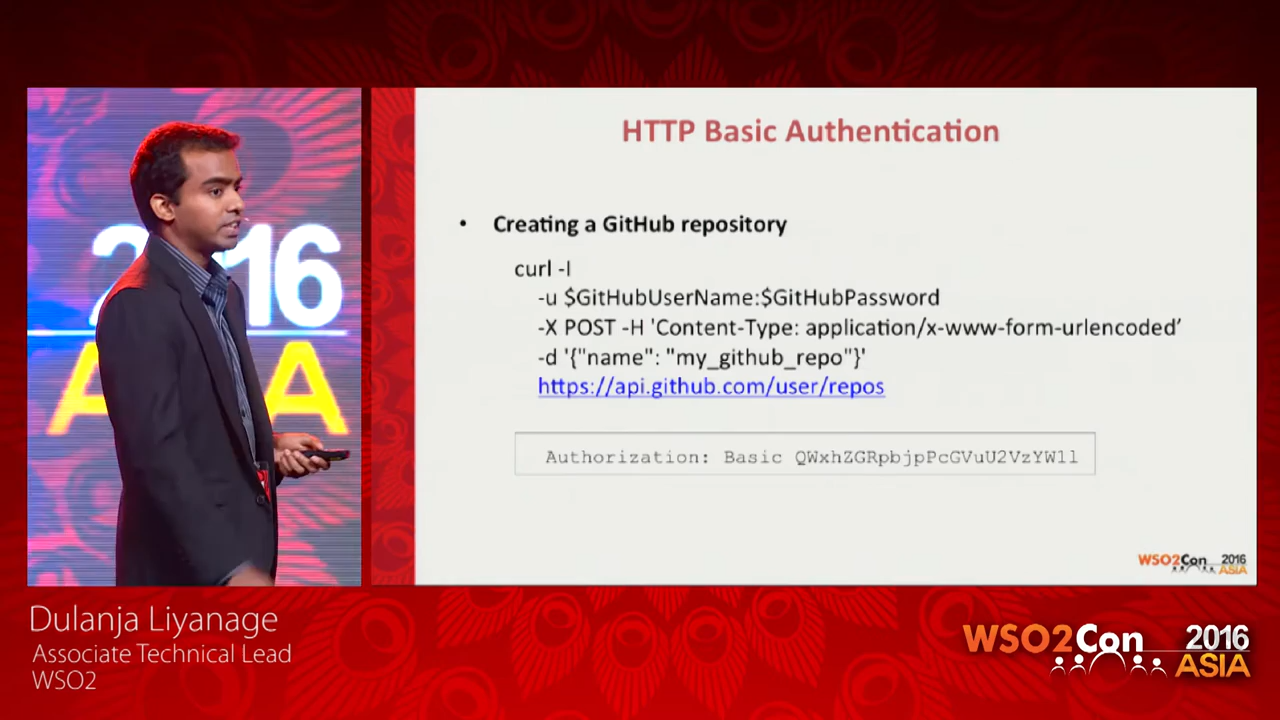 2016
ASIA
HTTP Basic Authentication
• Creating a GitHub repository
curl -I
-u $GitHubUserName:$GitHubPassword
-X POST -H 'Content-Type: application/x-www-form-urlencoded’
-d '{"name": "my_github_repo"}'
https://api.github.com/user/repos
Authorization: Basic QWxhZGRpbjpPcGVuU2VzYW1l
WSO2Con 2016
ASIA
Dulanja Liyanage
Associate Technical Lead
WSO2
WSO2Con 2016
ASIA